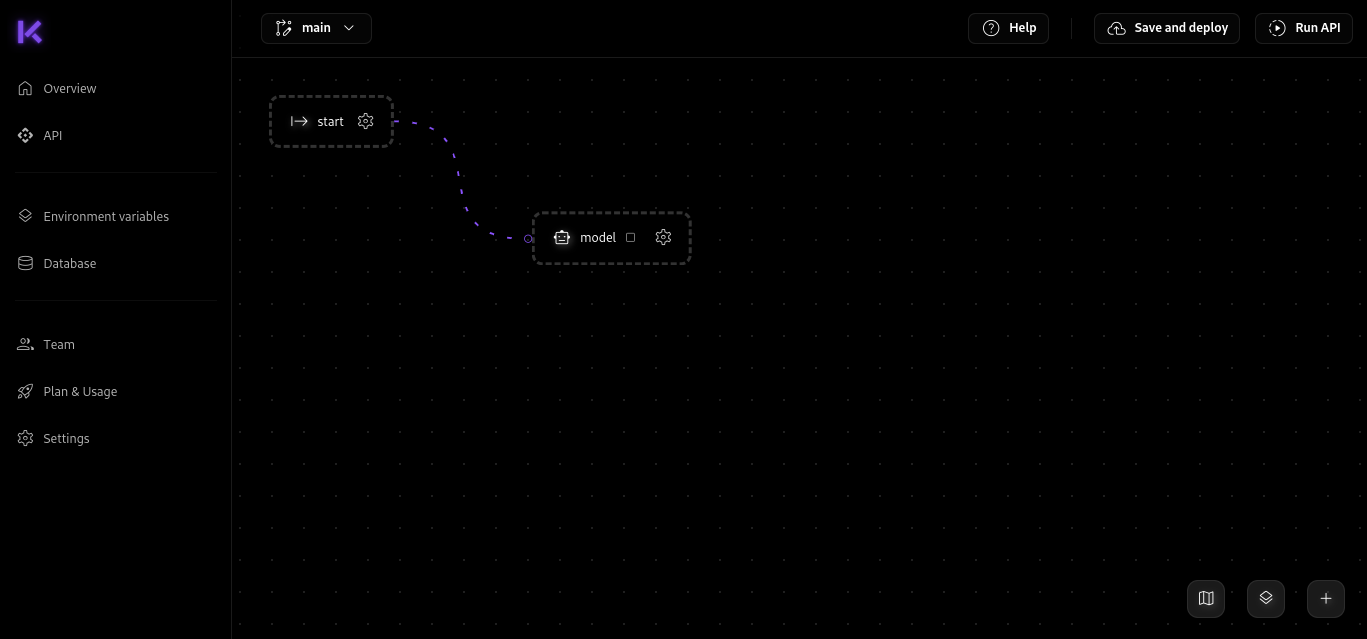 main
Help
Save and deploy
Run API
Overview
API
Environment variables
Database
Team
Plan & Usage
Settings
start
model